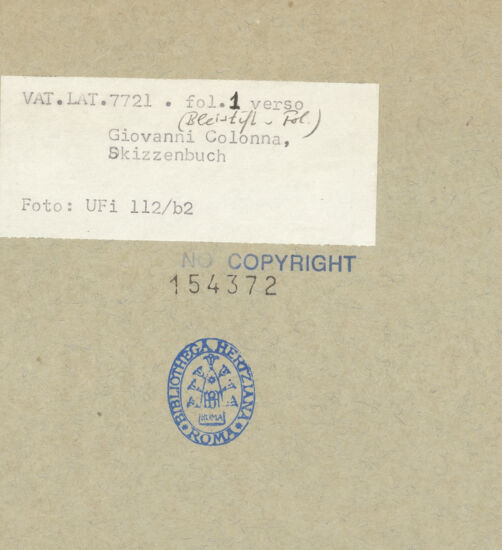 VAT.LAT.7721 . fol.1 verso
(Bleistift - Fol.)
Giovanni Colonna,
Skizzenbuch
Foto: UFi 112/b2
NO COPYRIGHT
154372
BIBLIOTHECA HERTZIANA
ROMA
ROMA